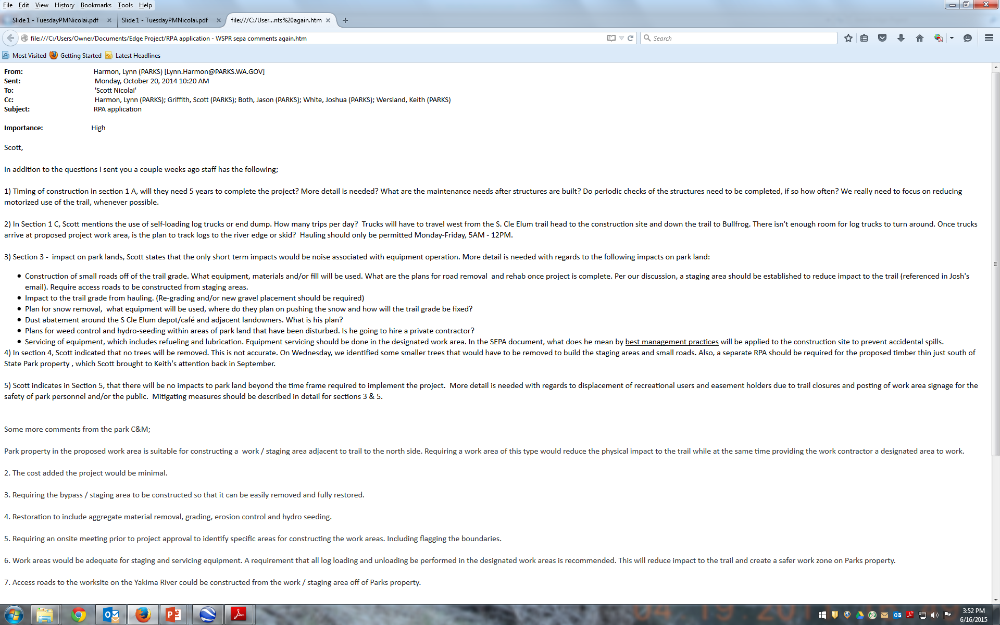 File Edit View History Bookmarks Tools Help
Slide 1 - TuesdayPMNicolai.pdf
Slide 1 - TuesdayPMNicolai.pdf
file:///C:/User...nts%20again.htm
file:///C:/Users/Owner/Documents/Edge Project/RPA application - WSPR sepa comments again.htm
Search
Most Visited Getting Started Latest Headlines
From: Harmon, Lynn (PARKS) [Lynn.Harmon@PARKS.WA.GOV]
Sent: Monday, October 20, 2014 10:20 AM
To: 'Scott Nicolai'
Cc: Harmon, Lynn (PARKS); Griffith, Scott (PARKS); Both, Jason (PARKS); White, Joshua (PARKS); Wersland, Keith (PARKS)
Subject: RPA application
Importance: High
Scott,
In addition to the questions I sent you a couple weeks ago staff has the following;
1) Timing of construction in section 1 A, will they need 5 years to complete the project? More detail is needed? What are the maintenance needs after structures are built? Do periodic checks of the structures need to be completed, if so how often? We really need to focus on reducing
motorized use of the trail, whenever possible.
2) In Section 1 C, Scott mentions the use of self-loading log trucks or end dump. How many trips per day?  Trucks will have to travel west from the S. Cle Elum trail head to the construction site and down the trail to Bullfrog. There isn't enough room for log trucks to turn around. Once trucks
arrive at proposed project work area, is the plan to track logs to the river edge or skid?  Hauling should only be permitted Monday-Friday, 5AM - 12PM.
3) Section 3 -  impact on park lands, Scott states that the only short term impacts would be noise associated with equipment operation. More detail is needed with regards to the following impacts on park land:
• Construction of small roads off of the trail grade. What equipment, materials and/or fill will be used. What are the plans for road removal  and rehab once project is complete. Per our discussion, a staging area should be established to reduce impact to the trail (referenced in Josh's
email). Require access roads to be constructed from staging areas.
• Impact to the trail grade from hauling. (Re-grading and/or new gravel placement should be required)
• Plan for snow removal,  what equipment will be used, where do they plan on pushing the snow and how will the trail grade be fixed?
• Dust abatement around the S Cle Elum depot/café and adjacent landowners. What is his plan?
• Plans for weed control and hydro-seeding within areas of park land that have been disturbed. Is he going to hire a private contractor?
• Servicing of equipment, which includes refueling and lubrication. Equipment servicing should be done in the designated work area. In the SEPA document, what does he mean by best management practices will be applied to the construction site to prevent accidental spills.
4) In section 4, Scott indicated that no trees will be removed. This is not accurate. On Wednesday, we identified some smaller trees that would have to be removed to build the staging areas and small roads. Also, a separate RPA should be required for the proposed timber thin just south of
State Park property , which Scott brought to Keith's attention back in September.
5) Scott indicates in Section 5, that there will be no impacts to park land beyond the time frame required to implement the project.  More detail is needed with regards to displacement of recreational users and easement holders due to trail closures and posting of work area signage for the
safety of park personnel and/or the public.  Mitigating measures should be described in detail for sections 3 & 5.
Some more comments from the park C&M;
Park property in the proposed work area is suitable for constructing a  work / staging area adjacent to trail to the north side. Requiring a work area of this type would reduce the physical impact to the trail while at the same time providing the work contractor a designated area to work.
2. The cost added the project would be minimal.
3. Requiring the bypass / staging area to be constructed so that it can be easily removed and fully restored.
4. Restoration to include aggregate material removal, grading, erosion control and hydro seeding.
5. Requiring an onsite meeting prior to project approval to identify specific areas for constructing the work areas. Including flagging the boundaries.
6. Work areas would be adequate for staging and servicing equipment. A requirement that all log loading and unloading be performed in the designated work areas is recommended. This will reduce impact to the trail and create a safer work zone on Parks property.
7. Access roads to the worksite on the Yakima River could be constructed from the work / staging area off of Parks property.
3:52 PM
6/16/2015